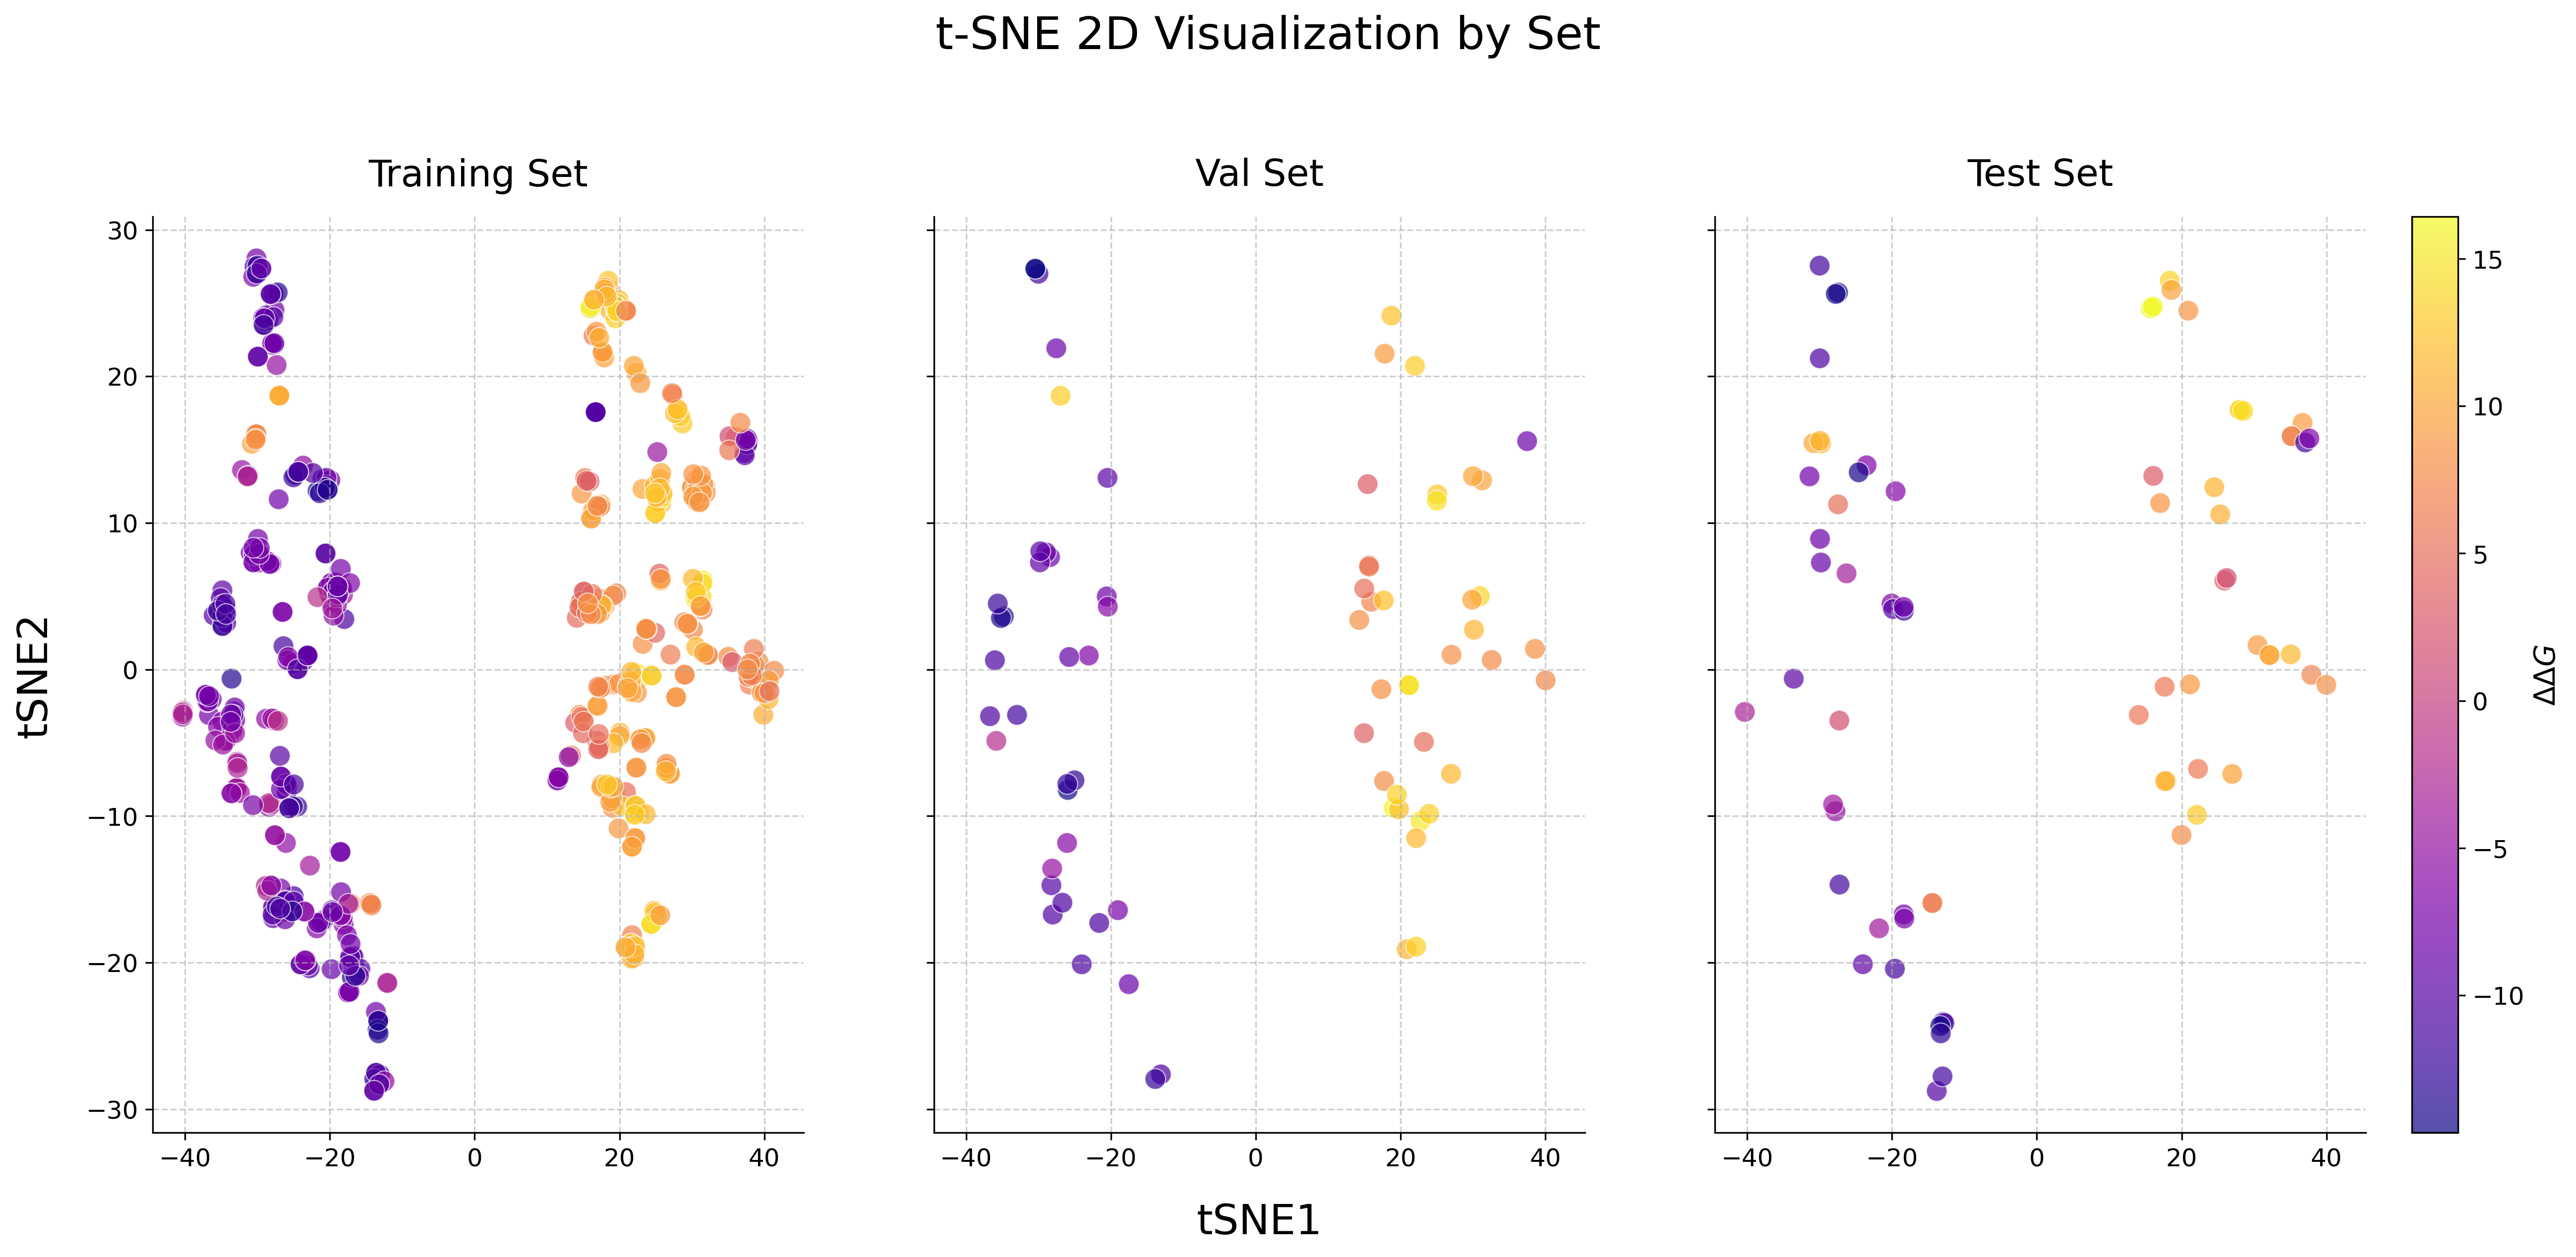 t-SNE 2D Visualization by Set
Training Set
Val Set
Test Set
30
20
10
0
−10
−20
−30
tSNE2
−40 −20 0 20 40
−40 −20 0 20 40
−40 −20 0 20 40
tSNE1
15
10
5
0
−5
−10
ΔΔG